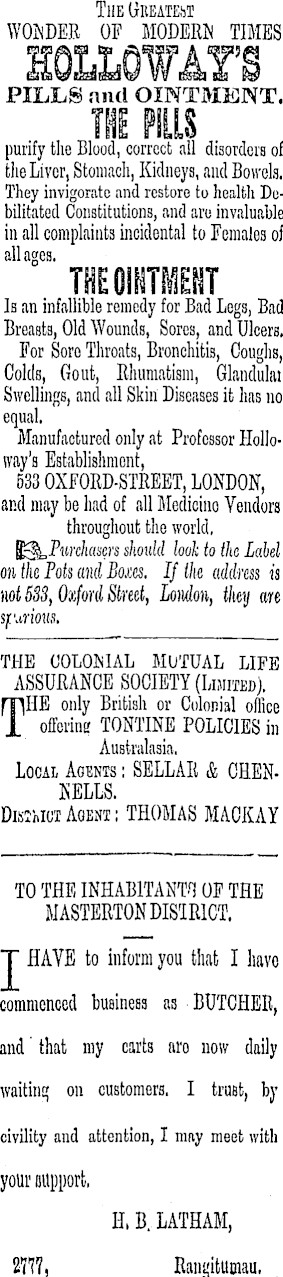 THE GREATEST
WONDER OF MODERN TIMES
HOLLOWAY'S
PILLS and OINTMENT.
THE PILLS
purify the Blood, correct all disorders of
the Liver, Stomach, Kidneys, and Bowels.
They invigorate and restore to health De-
bilitated Constitutions, and are invaluable
in all complaints incidental to Females of
all ages.
THE OINTMENT
Is an infallible remedy for Bad Legs, Bad
Breasts, Old Wounds, Sores, and Ulcers.
For Sore Throats, Bronchitis, Coughs,
Colds, Gout, Rhumatism, Glandular
Swellings, and all Skin Diseases it has no
equal.
Manufactured only at Professor Hollo-
way's Establishment,
533 OXFORD-STREET, LONDON,
and may be had of all Medicine Vendors
throughout the world.
Purchasers should look to the Label
on the Pots and Boxes. If the address is
not 533, Oxford Street, London, they are
spurious.
THE COLONIAL MUTUAL LIFE
ASSURANCE SOCIETY (LIMITED).
THE only British or Colonial office
offering TONTINE POLICIES in
Australasia.
LOCAL AGENTS: SELLAR & CHEN-
NELLS.
DISTRICT AGENT: THOMAS MACKAY
TO THE INHABITANTS OF THE
MASTERTON DISTRICT.
I HAVE to inform you that I have
commenced business as BUTCHER,
and that my carts are now daily
waiting on customers. I trust, by
civility and attention, I may meet with
your support.
H. B. LATHAM,
2777, Rangitumau.